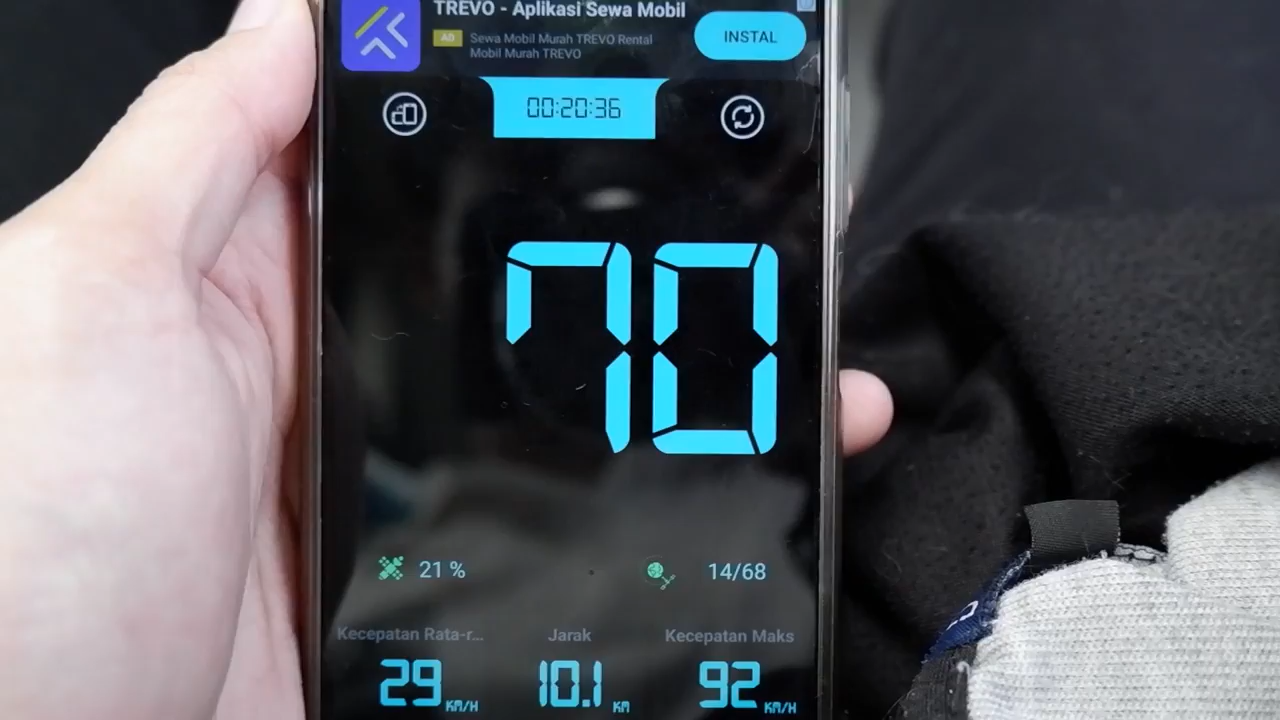 TREVO - Aplikasi Sewa Mobil
AD
Sewa Mobil Murah TREVO Rental
Mobil Murah TREVO
INSTAL
00:20:36
70
21 %
14/68
Kecepatan Rata-r...
Jarak
Kecepatan Maks
29 KM/H
10.1 KM
92 KM/H